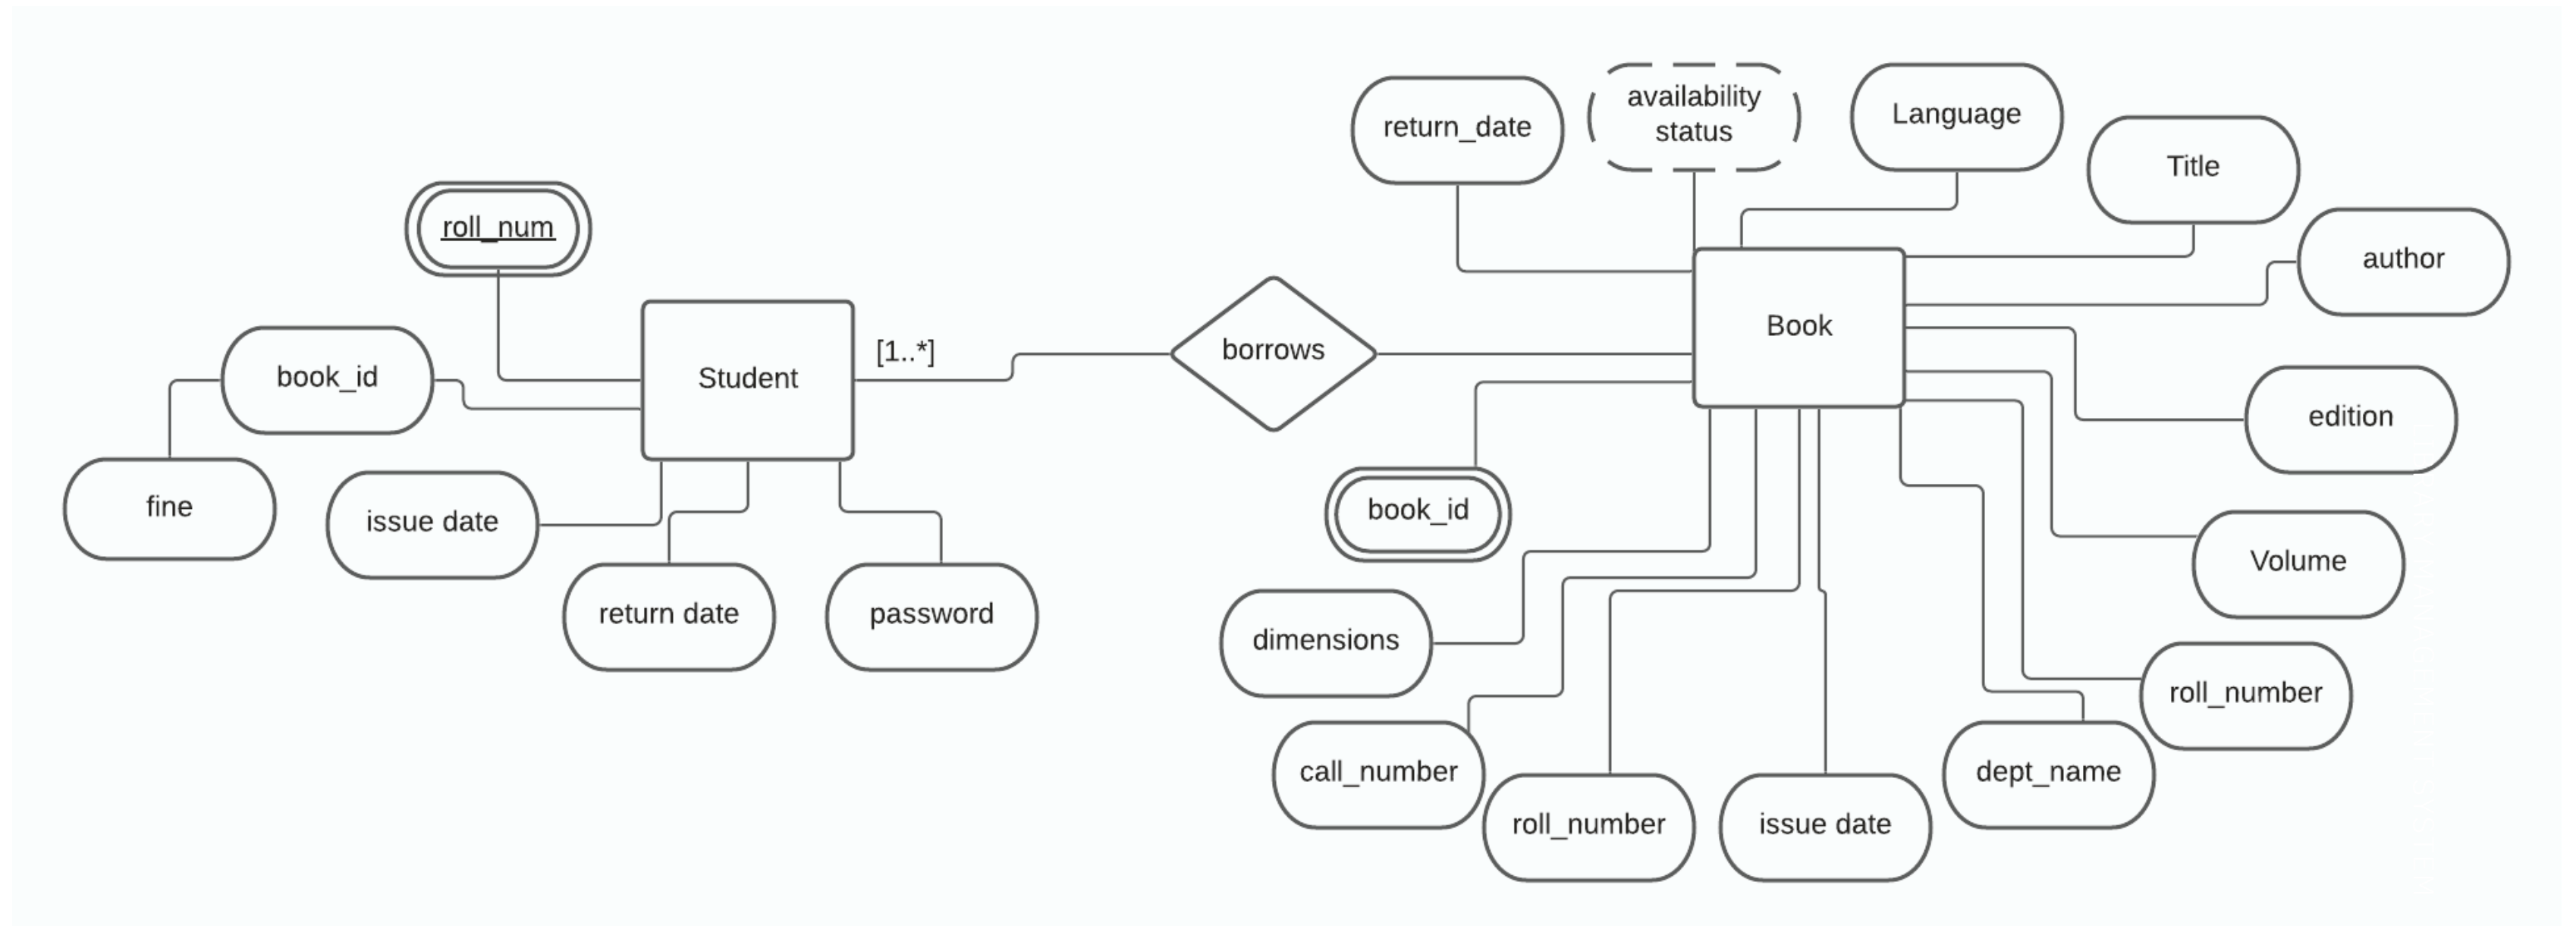 return_date
availability
status
Language
Title
author
roll_num
book_id
fine
issue date
return date
password
Student
[1..*]
borrows
Book
book_id
dimensions
call_number
roll_number
issue date
dept_name
roll_number
Volume
edition